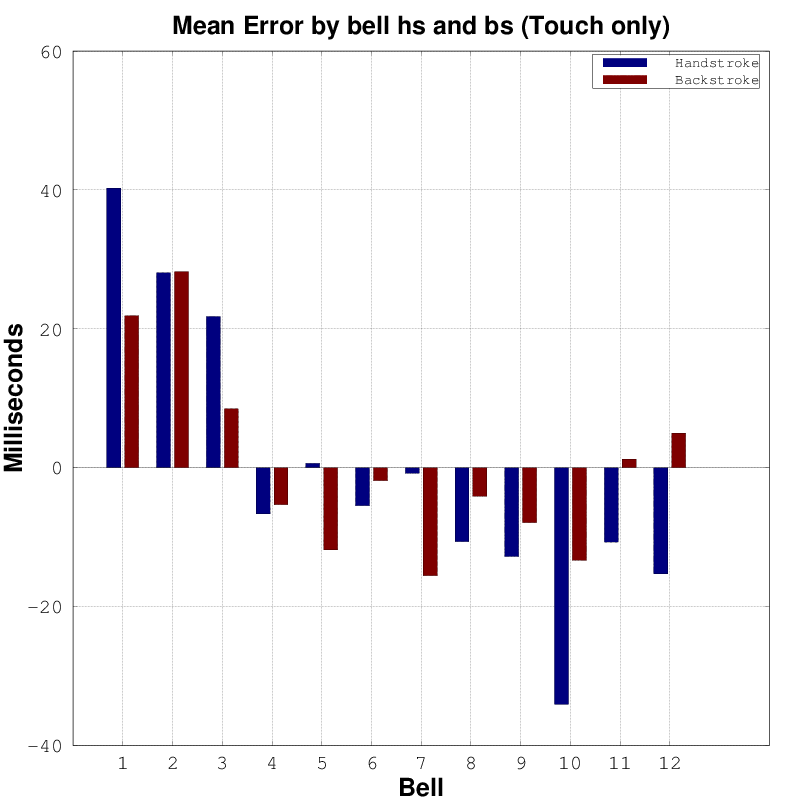 Mean Error by bell hs and bs (Touch only)
Handstroke
Backstroke
60
40
20
0
-20
-40
Milliseconds
1 2 3 4 5 6 7 8 9 10 11 12
Bell